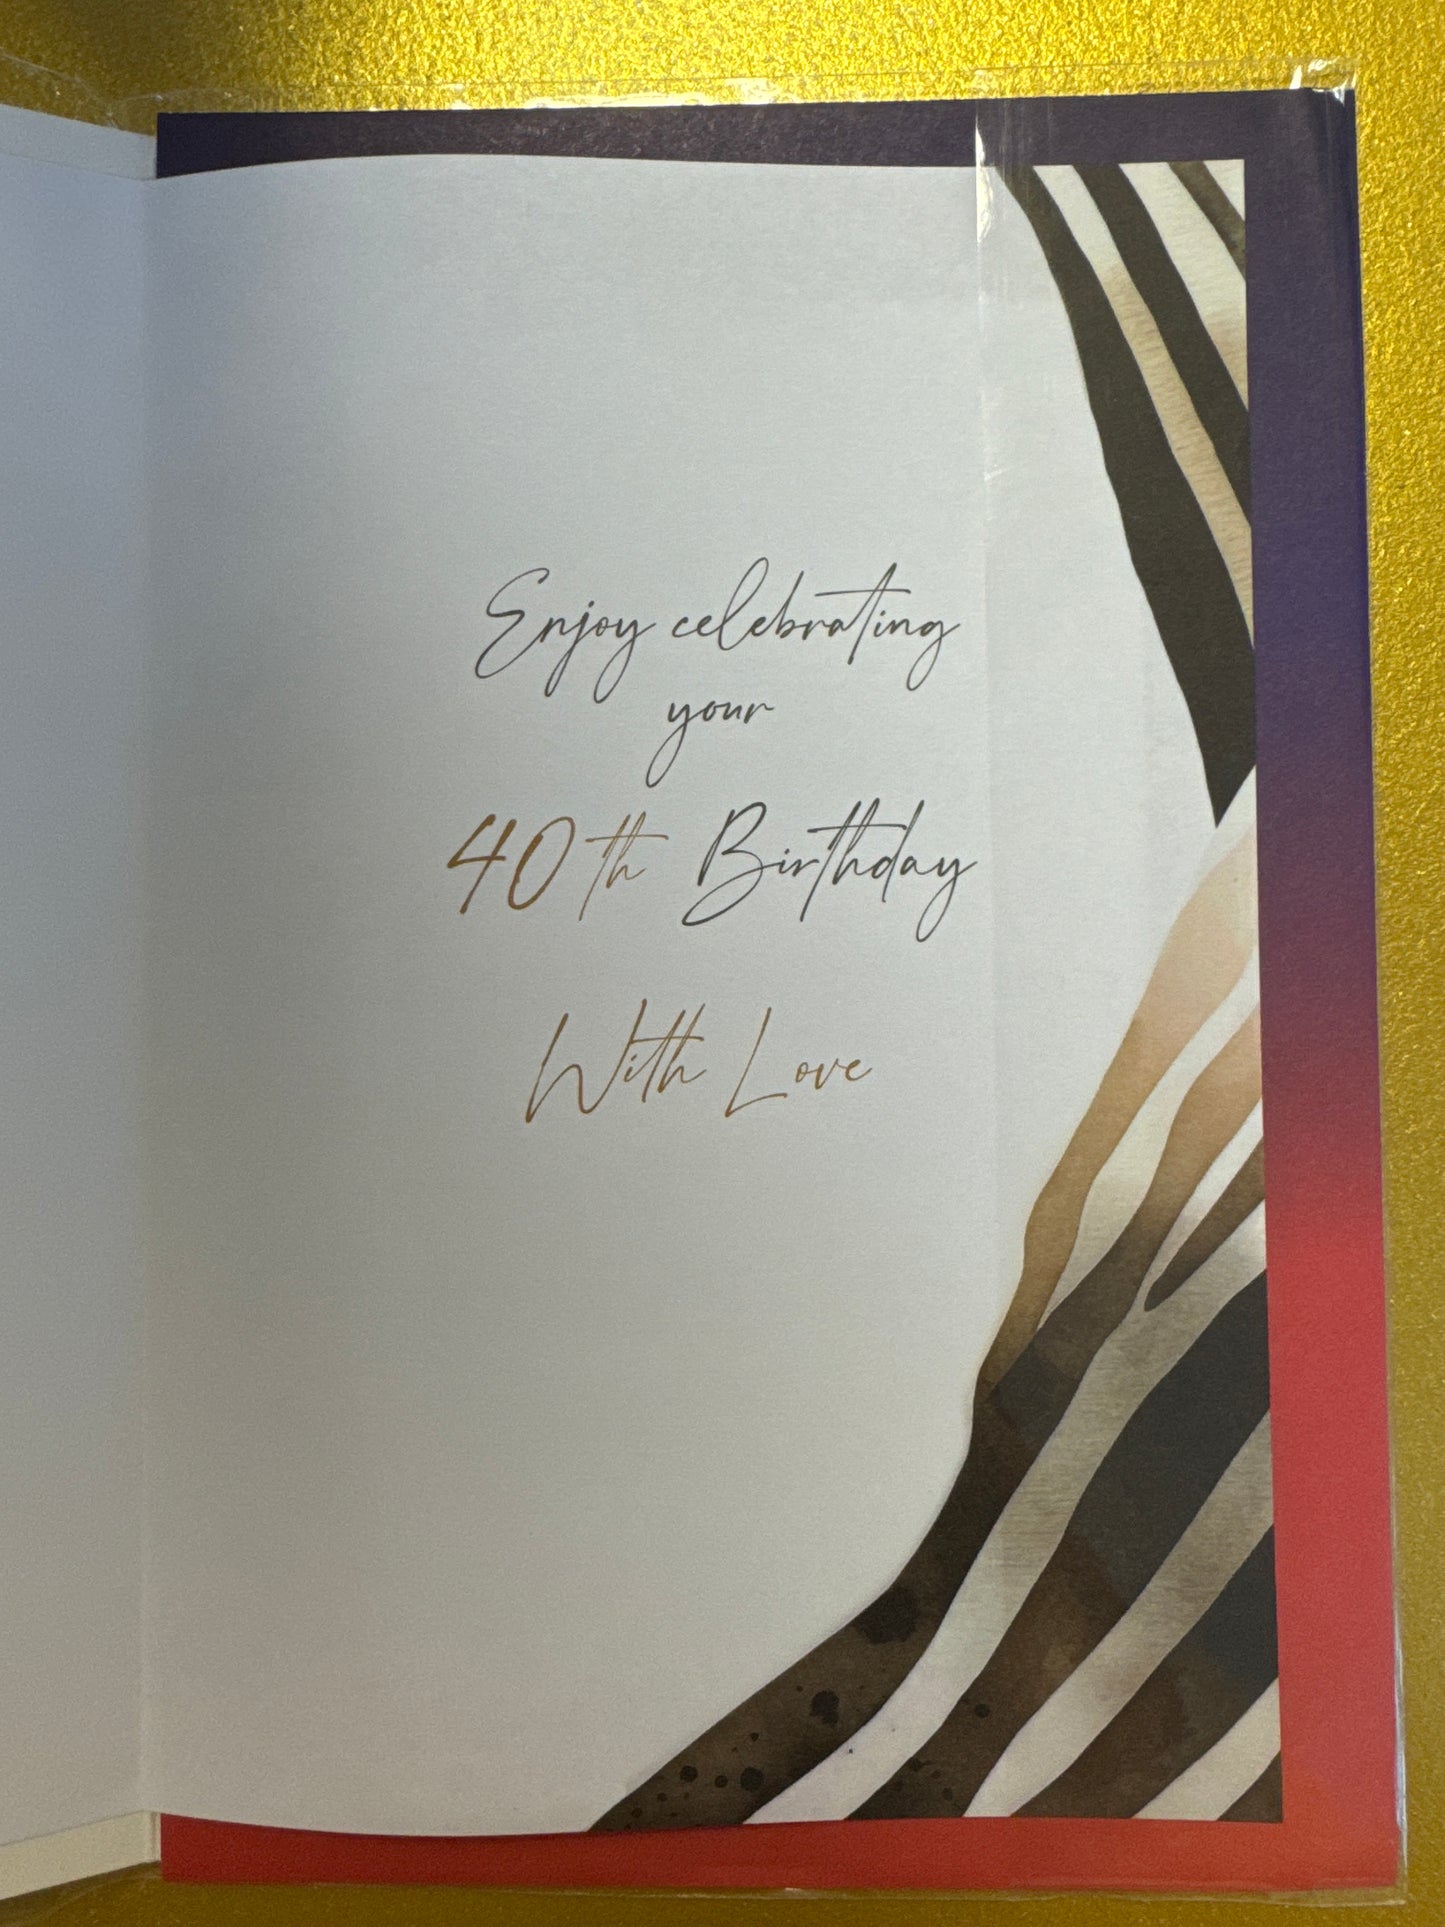 Enjoy celebrating
your
40th Birthday
With Love